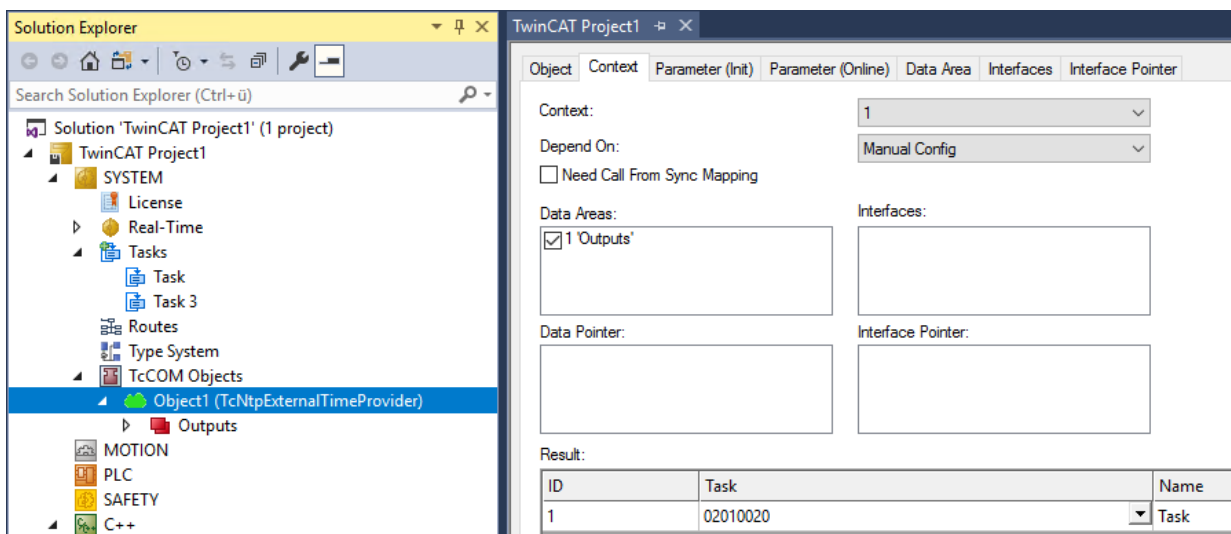 Solution Explorer
Search Solution Explorer (Ctrl+ü)
Solution 'TwinCAT Project1' (1 project)
TwinCAT Project1
SYSTEM
License
Real-Time
Tasks
Task
Task 3
Routes
Type System
TcCOM Objects
Object1 (TcNtpExternalTimeProvider)
Outputs
MOTION
PLC
SAFETY
C++
TwinCAT Project1
Object Context Parameter (Init) Parameter (Online) Data Area Interfaces Interface Pointer
Context: 1
Depend On: Manual Config
Need Call From Sync Mapping
Data Areas: Interfaces:
1 'Outputs'
Data Pointer: Interface Pointer:
Result:
ID Task Name
1 02010020 Task